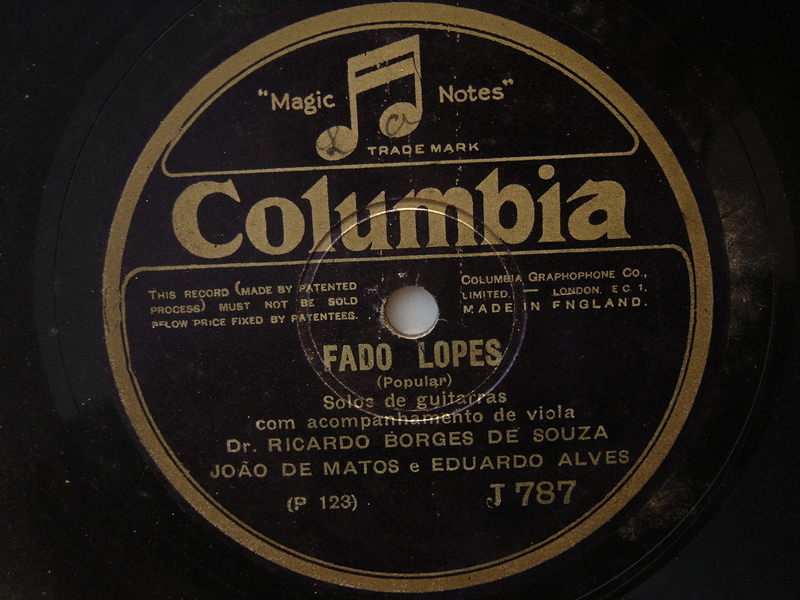 "Magic Notes"
TRADE MARK
Columbia
THIS RECORD (MADE BY PATENTED
PROCESS) MUST NOT BE SOLD
BELOW PRICE FIXED BY PATENTEES.
COLUMBIA GRAPHOPHONE CO.,
LIMITED. — LONDON. E C 1.
MADE IN ENGLAND.
FADO LOPES
(Popular)
Solos de guitarras
com acompanhamento de viola
Dr. RICARDO BORGES DE SOUZA
JOÃO DE MATOS e EDUARDO ALVES
(P 123)
J 787